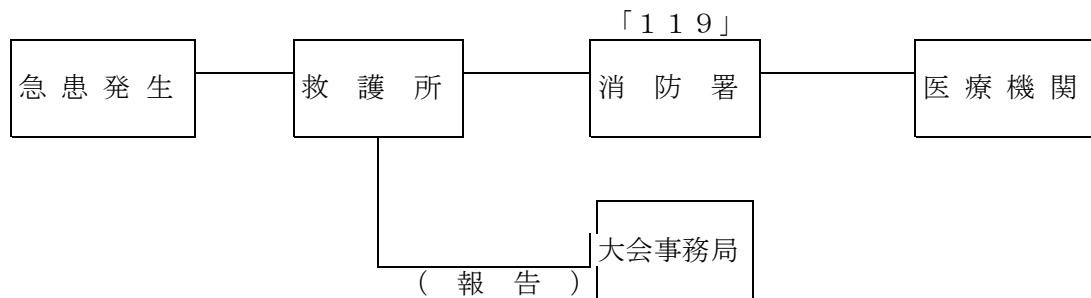 「１１９」
急患発生
救護所
消防署
医療機関
大会事務局
（報告）